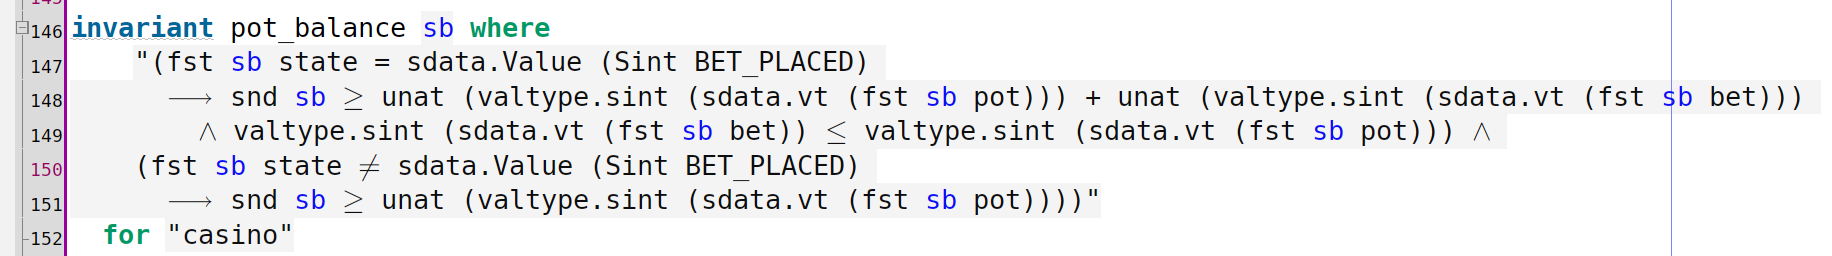 146 invariant pot_balance sb where
147 "(fst sb state = sdata.Value (Sint BET_PLACED)
148 ⟶ snd sb ≥ unat (valtype.sint (sdata.vt (fst sb pot))) + unat (valtype.sint (sdata.vt (fst sb bet)))
149 ∧ valtype.sint (sdata.vt (fst sb bet)) ≤ valtype.sint (sdata.vt (fst sb pot))) ∧
150 (fst sb state ≠ sdata.Value (Sint BET_PLACED)
151 ⟶ snd sb ≥ unat (valtype.sint (sdata.vt (fst sb pot))))"
152 for "casino"